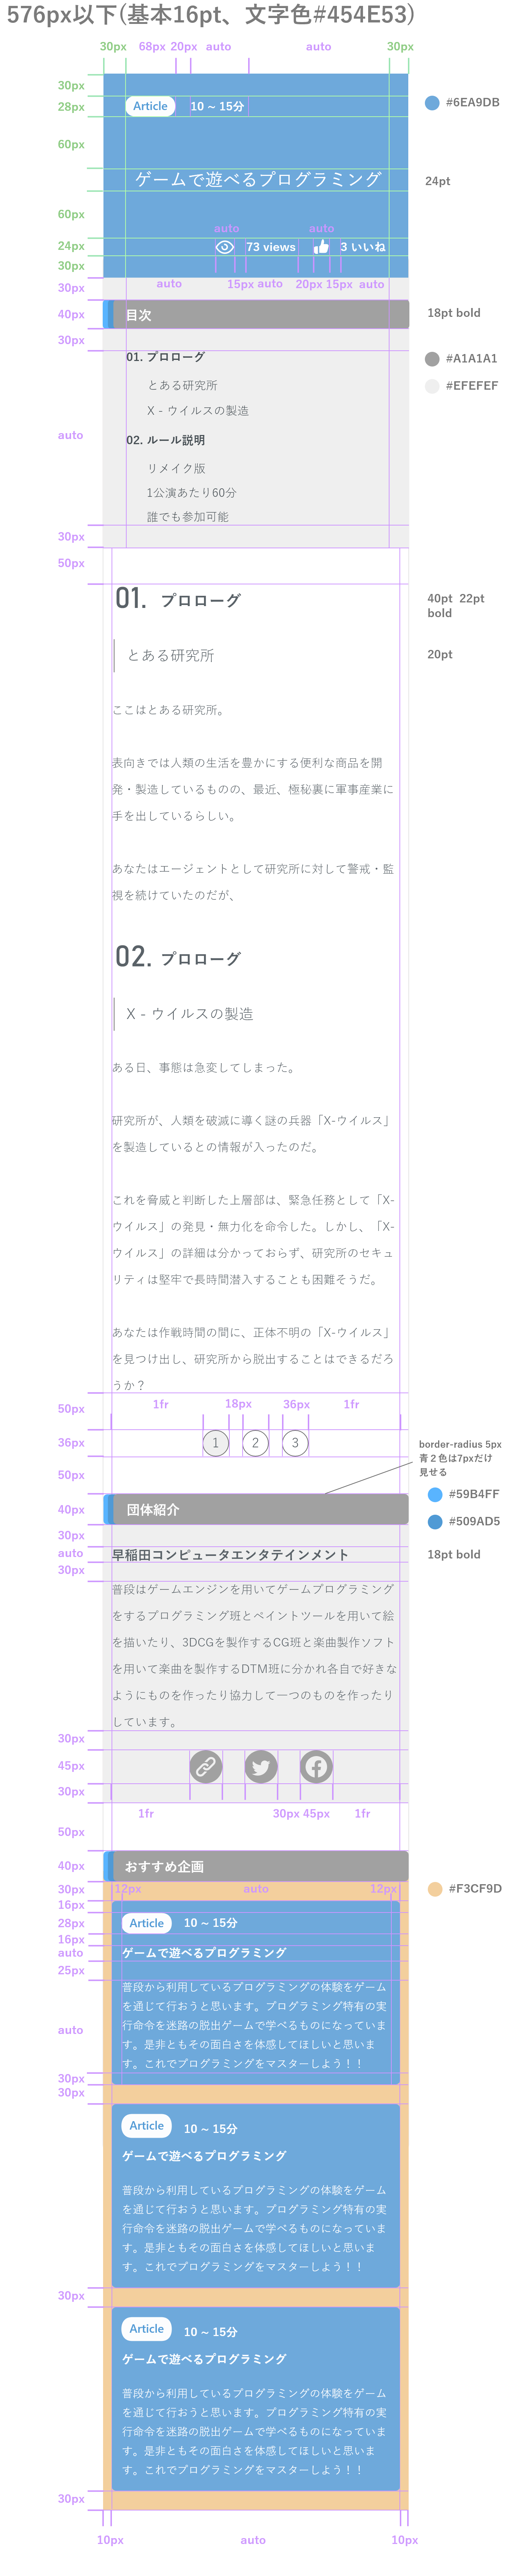 576px以下(基本16pt、文字色#454E53)
30px 68px 20px auto auto 30px
30px
28px Article 10 ~ 15分 #6EA9DB
60px
ゲームで遊べるプログラミング 24pt
60px
auto auto
24px 73 views 3 いいね
30px
30px auto 15px auto 20px 15px auto
40px 目次 18pt bold
30px
01. プロローグ #A1A1A1
とある研究所 #EFEFEF
X - ウイルスの製造
auto 02. ルール説明
リメイク版
1公演あたり60分
誰でも参加可能
30px
50px
01. プロローグ 40pt 22pt
bold
とある研究所 20pt
ここはとある研究所。
表向きでは人類の生活を豊かにする便利な商品を開
発・製造しているものの、最近、極秘裏に軍事産業に
手を出しているらしい。
あなたはエージェントとして研究所に対して警戒・監
視を続けていたのだが、
02. プロローグ
X - ウイルスの製造
ある日、事態は急変してしまった。
研究所が、人類を破滅に導く謎の兵器「X-ウイルス」
を製造しているとの情報が入ったのだ。
これを脅威と判断した上層部は、緊急任務として「X-
ウイルス」の発見・無力化を命令した。しかし、「X-
ウイルス」の詳細は分かっておらず、研究所のセキュ
リティは堅牢で長時間潜入することも困難そうだ。
あなたは作戦時間の間に、正体不明の「X-ウイルス」
を見つけ出し、研究所から脱出することはできるだろ
うか？
50px 1fr 18px 36px 1fr
36px 1 2 3
border-radius 5px
青２色は7pxだけ
見せる
50px
#59B4FF
40px 団体紹介
#509AD5
30px
auto 早稲田コンピュータエンタテインメント 18pt bold
30px
普段はゲームエンジンを用いてゲームプログラミング
をするプログラミング班とペイントツールを用いて絵
を描いたり、3DCGを製作するCG班と楽曲製作ソフト
を用いて楽曲を製作するDTM班に分かれ各自で好きな
ようにものを作ったり協力して一つのものを作ったり
しています。
30px
45px
30px
1fr 30px 45px 1fr
50px
40px おすすめ企画
30px 12px auto 12px #F3CF9D
16px
28px Article 10 ~ 15分
16px
auto ゲームで遊べるプログラミング
25px
普段から利用しているプログラミングの体験をゲーム
を通じて行おうと思います。プログラミング特有の実
行命令を迷路の脱出ゲームで学べるものになっていま
auto
す。是非ともその面白さを体感してほしいと思いま
す。これでプログラミングをマスターしよう！！
30px
30px
Article 10 ~ 15分
ゲームで遊べるプログラミング
普段から利用しているプログラミングの体験をゲーム
を通じて行おうと思います。プログラミング特有の実
行命令を迷路の脱出ゲームで学べるものになっていま
す。是非ともその面白さを体感してほしいと思いま
す。これでプログラミングをマスターしよう！！
30px
Article 10 ~ 15分
ゲームで遊べるプログラミング
普段から利用しているプログラミングの体験をゲーム
を通じて行おうと思います。プログラミング特有の実
行命令を迷路の脱出ゲームで学べるものになっていま
す。是非ともその面白さを体感してほしいと思いま
す。これでプログラミングをマスターしよう！！
30px
10px auto 10px